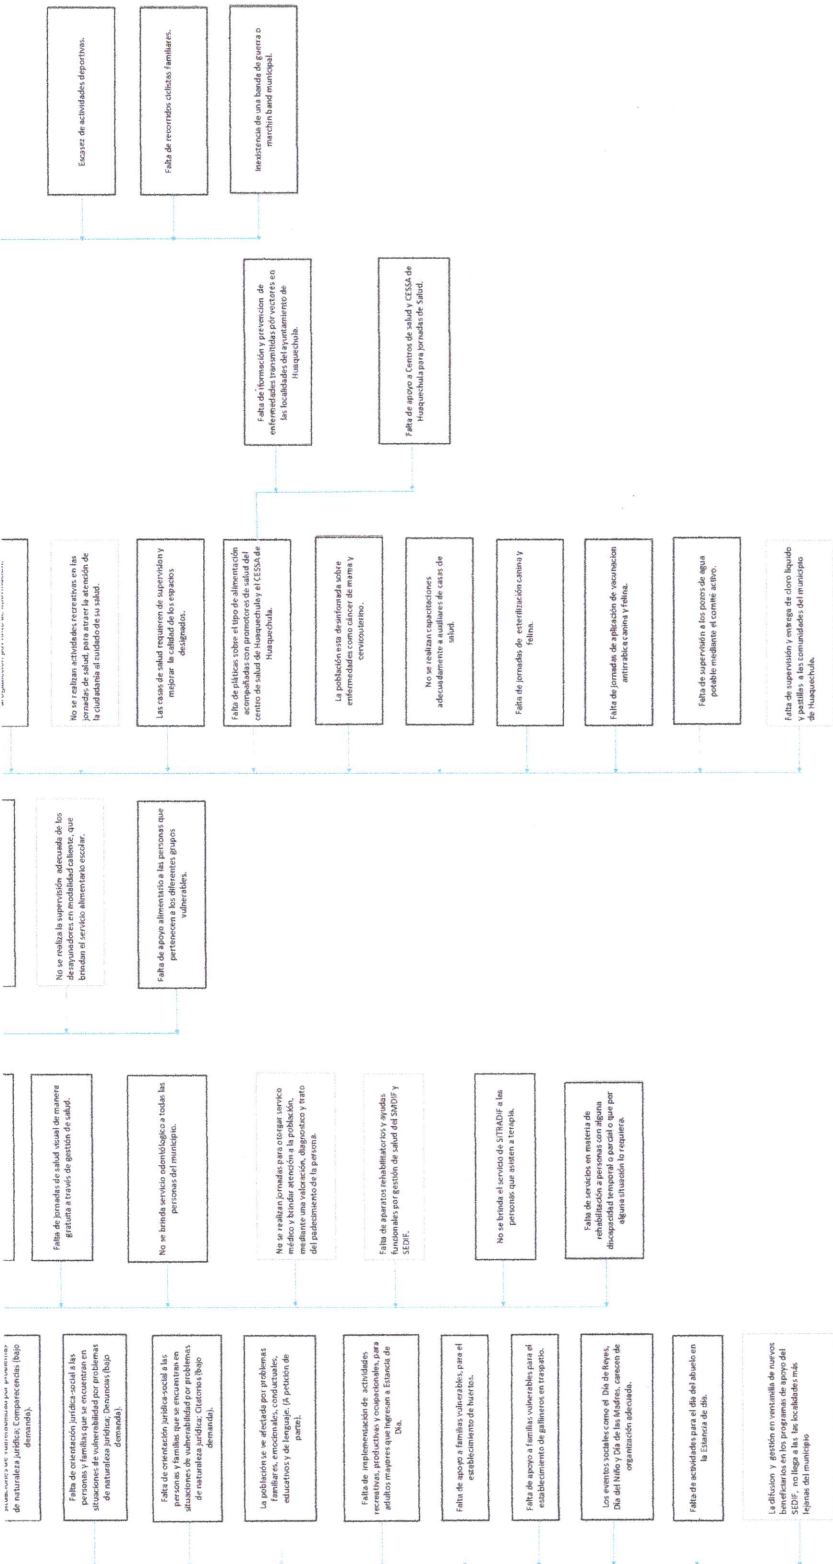 de naturaleza jurídica; Comparecencias (bajo
demanda).
Falta de orientación jurídica-social a las
personas y familias que se encuentran en
situaciones de vulnerabilidad por problemas
de naturaleza jurídica; Denuncias (bajo
demanda).
Falta de orientación jurídica-social a las
personas y familias que se encuentran en
situaciones de vulnerabilidad por problemas
de naturaleza jurídica; Citatorios (bajo
demanda).
La población se ve afectada por problemas
familiares, emocionales, conductuales,
educativos y de lenguaje. (A petición de
parte).
Falta de implementación de actividades
recreativas, productivas y ocupacionales, para
adultos mayores que ingresan a Estancia de
Día.
Falta de apoyo a familias vulnerables, para el
establecimiento de huertos.
Falta de apoyo a familias vulnerables para el
establecimiento de gallineros en traspatio.
Los eventos sociales como el Día de Reyes,
Día del Niño y Día de las Madres, carecen de
organización adecuada.
Falta de actividades para el día del abuelo en
la Estancia de día.
La difusion y gestión en ventanilla de nuevos
beneficiarios en los programas de apoyo del
SEDIF, no llega a las las localidades más
lejanas del municipio
Falta de jornadas de salud visual de manera
gratuita a través de gestión de salud.
No se brinda servicio odontólogico a todas las
personas del municipio.
No se realizan jornadas para otorgar servico
médico y brindar atención a la población,
mediante una valoración, diagnostico y trato
del padecimiento de la persona.
Falta de aparatos rehabilitatorios y ayudas
funcionales por gestión de salud del SMDIF y
SEDIF.
No se brinda el servicio de SITRADIF a las
personas que asisten a terapia.
Falta de servicios en materia de
rehabilitación a personas con alguna
discapacidad temporal o parcial o que por
alguna situación lo requiera.
No se realiza la supervisión adecuada de los
desayunadores en modalidad caliente, que
brindan el servicio alimentario escolar.
Falta de apoyo alimentario a las personas que
pertenecen a los diferentes grupos
vulnerables.
No se realizan actividades recreativas en las
jornadas de salud, para atraer la atención de
la ciudadania al cuidado de su salud.
Las casas de salud requieren de supervision y
mejorar la calidad de los espacios
designados.
Falta de pláticas sobre el tipo de alimentación
acompañadas con promotores de salud del
centro de salud de Huaquechula y el CESSA de
Huaquechula.
La población esta desinformada sobre
enfermedades como cáncer de mama y
cervicouterino.
No se realizan capacitaciones
adecuadamente a auxiliares de casas de
salud.
Falta de jornadas de esterilización canina y
felina.
Falta de jornadas de aplicación de vacunacion
antirrabica canina y felina.
Falta de supervisión a los pozos de agua
potable mediante el comité activo.
Falta de supervisión y entrega de cloro liquido
y pastillas a las comunidades del municipio
de Huaquechula.
Falta de iformación y prevencion de
enfermedades transmitidas por vectores en
las localidades del ayuntamiento de
Huaquechula.
Falta de apoyo a Centros de salud y CESSA de
Huaquechula para jornadas de Salud.
Escasez de actividades deportivas.
Falta de recorridos ciclistas familiares.
Inexistencia de una banda de guerra o
marchin band municipal.